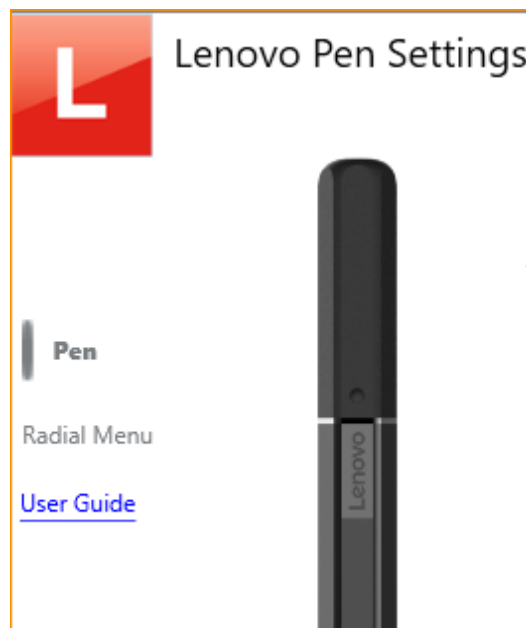 L
Lenovo Pen Settings
Pen
Radial Menu
User Guide
Lenovo